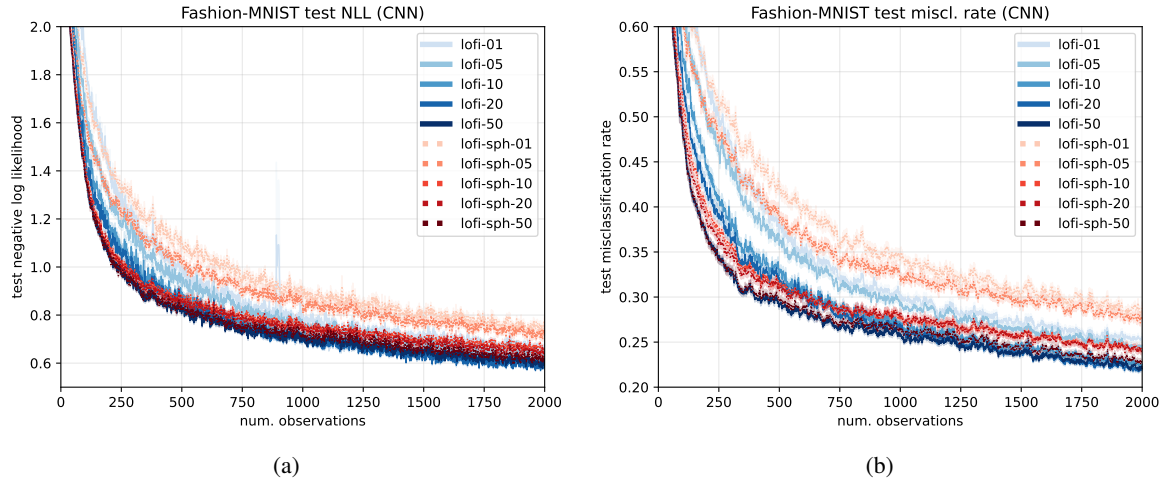 Fashion-MNIST test NLL (CNN)
test negative log likelihood
2.0
1.8
1.6
1.4
1.2
1.0
0.8
0.6
lofi-01
lofi-05
lofi-10
lofi-20
lofi-50
lofi-sph-01
lofi-sph-05
lofi-sph-10
lofi-sph-20
lofi-sph-50
0 250 500 750 1000 1250 1500 1750 2000
num. observations
(a)
Fashion-MNIST test miscl. rate (CNN)
test misclassification rate
0.60
0.55
0.50
0.45
0.40
0.35
0.30
0.25
0.20
lofi-01
lofi-05
lofi-10
lofi-20
lofi-50
lofi-sph-01
lofi-sph-05
lofi-sph-10
lofi-sph-20
lofi-sph-50
0 250 500 750 1000 1250 1500 1750 2000
num. observations
(b)